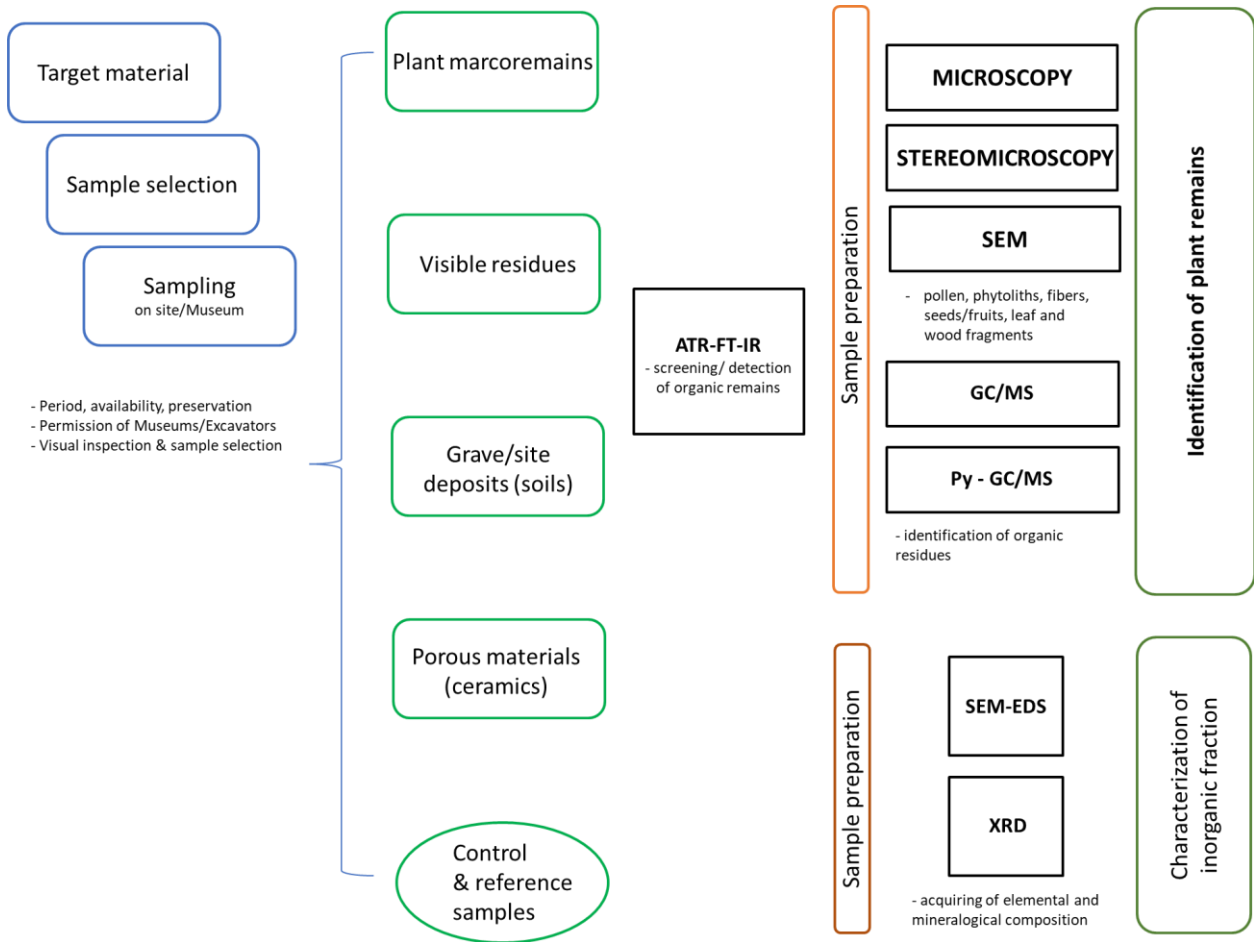 Target material
Sample selection
Sampling
on site/Museum
- Period, availability, preservation
- Permission of Museums/Excavators
- Visual inspection & sample selection
Plant marcoremains
Visible residues
Grave/site
deposits (soils)
Porous materials
(ceramics)
Control
& reference
samples
ATR-FT-IR
- screening/ detection
of organic remains
Sample preparation
MICROSCOPY
STEREOMICROSCOPY
SEM
- pollen, phytoliths, fibers,
seeds/fruits, leaf and
wood fragments
GC/MS
Py - GC/MS
- identification of organic
residues
Identification of plant remains
Sample preparation
SEM-EDS
XRD
- acquiring of elemental and
mineralogical composition
Characterization of
inorganic fraction